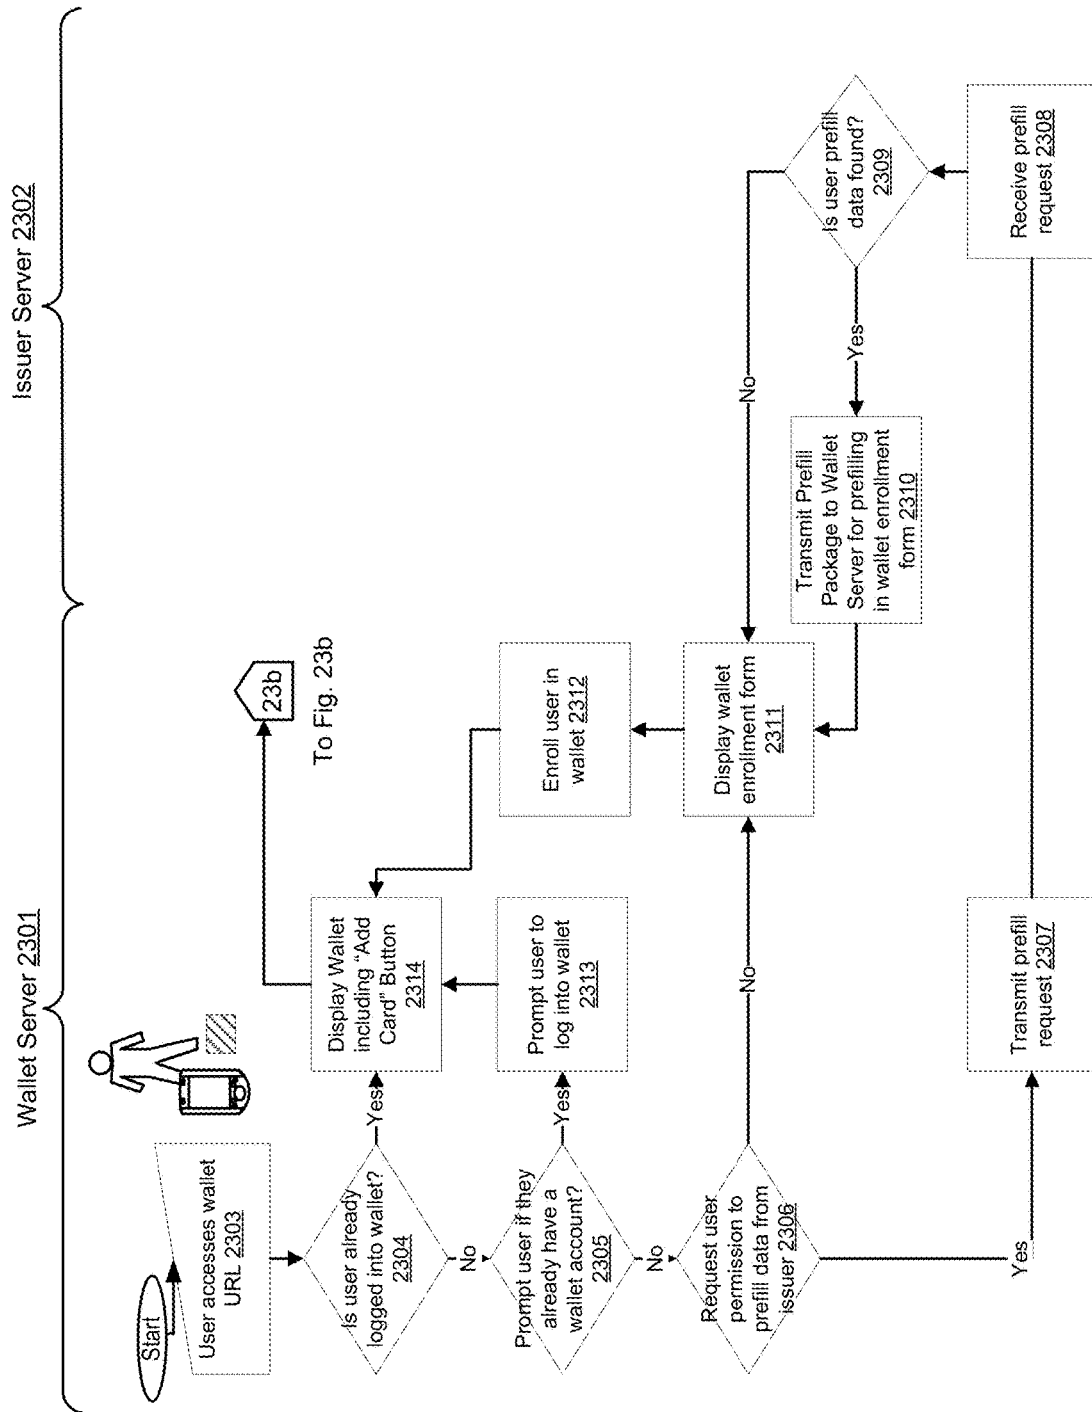 Wallet Server 2301
Issuer Server 2302
Start
User accesses wallet
URL 2303
Is user already
logged into wallet?
2304
Yes
No
Display Wallet
including “Add
Card” Button
2314
23b
To Fig. 23b
Prompt user if they
already have a
wallet account?
2305
Yes
No
Prompt user to
log into wallet
2313
Enroll user in
wallet 2312
Request user
permission to
prefill data from
issuer 2306
No
Yes
Display wallet
enrollment form
2311
Transmit Prefill
Package to Wallet
Server for prefilling
in wallet enrollment
form 2310
No
Yes
Is user prefill
data found?
2309
Transmit prefill
request 2307
Receive prefill
request 2308